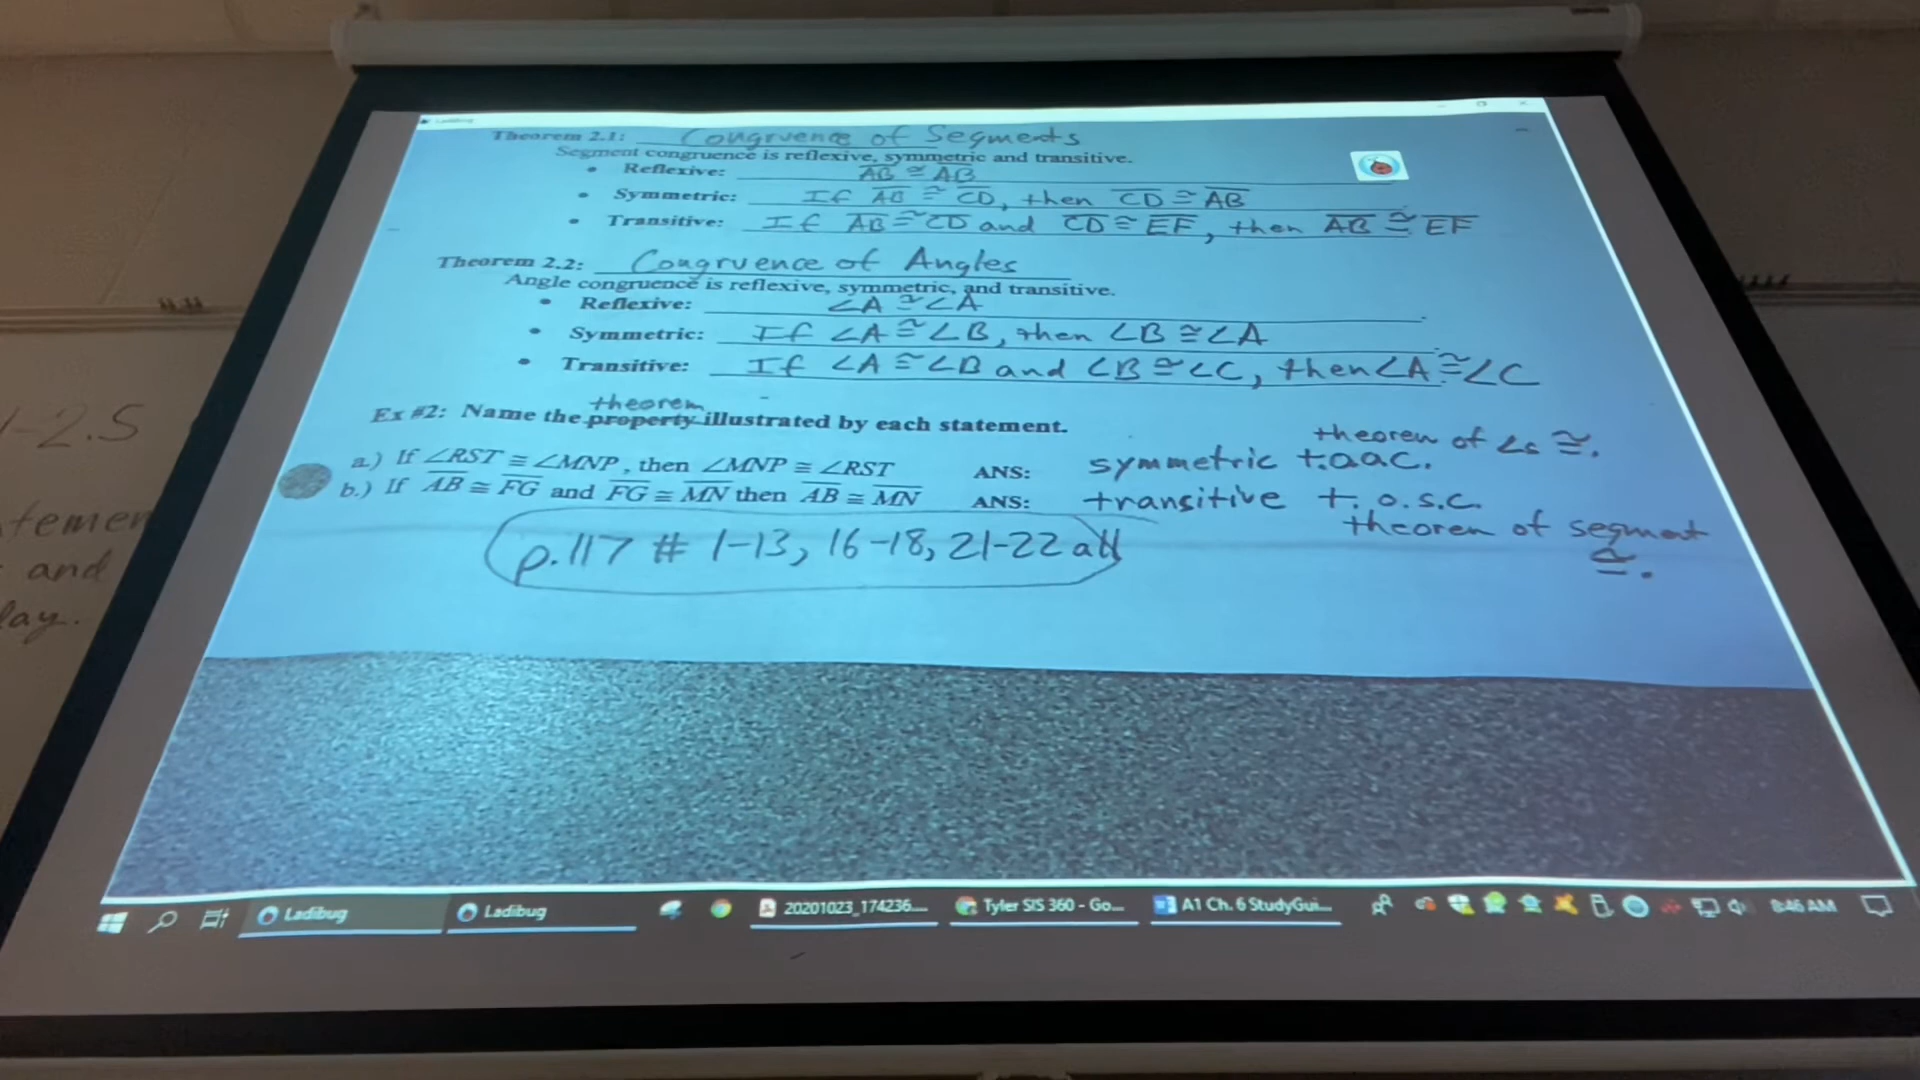 Ladibug
Theorem 2.1: Congruence of Segments
Segment congruence is reflexive, symmetric and transitive.
• Reflexive: AB ≅ AB
• Symmetric: If AB ≅ CD, then CD ≅ AB
• Transitive: If AB ≅ CD and CD ≅ EF, then AB ≅ EF
Theorem 2.2: Congruence of Angles
Angle congruence is reflexive, symmetric, and transitive.
• Reflexive: ∠A ≅ ∠A
• Symmetric: If ∠A ≅ ∠B, then ∠B ≅ ∠A
• Transitive: If ∠A ≅ ∠B and ∠B ≅ ∠C, then ∠A ≅ ∠C
theorem
Ex #2: Name the property illustrated by each statement.
theorem of ∠s ≅.
a.) If ∠RST ≅ ∠MNP, then ∠MNP ≅ ∠RST ANS: symmetric t.o.a.c.
b.) If AB ≅ FG and FG ≅ MN then AB ≅ MN ANS: transitive t.o.s.c.
theorem of segment
≅.
p.117 # 1-13, 16-18, 21-22 all
-2.5
and
Ladibug Ladibug 20201023_174236.... Tyler SIS 360 - Go... A1 Ch. 6 StudyGui... 8:46 AM